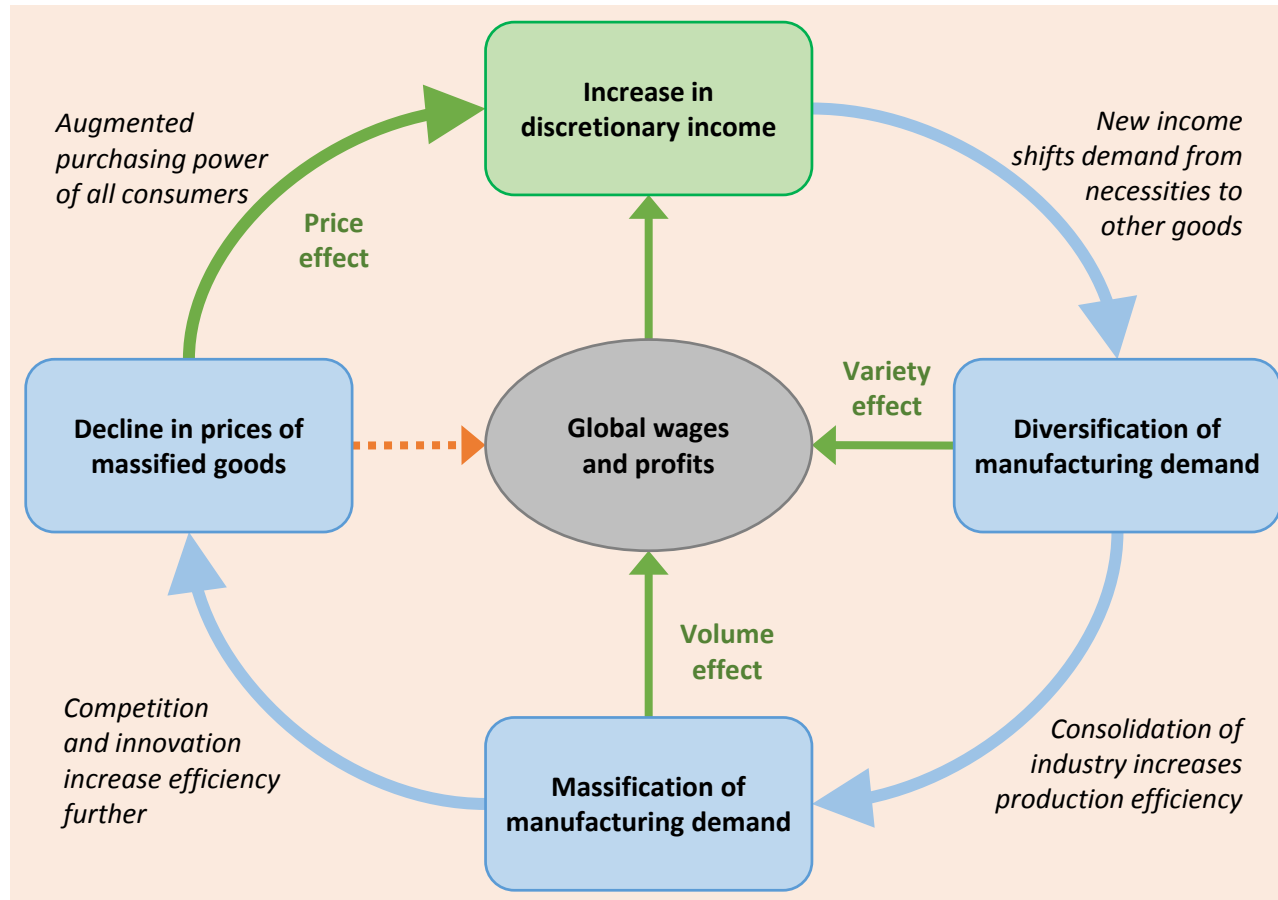 Increase in
discretionary income
Augmented
purchasing power
of all consumers
New income
shifts demand from
necessities to
other goods
Price
effect
Variety
effect
Decline in prices of
massified goods
Global wages
and profits
Diversification of
manufacturing demand
Volume
effect
Competition
and innovation
increase efficiency
further
Massification of
manufacturing demand
Consolidation of
industry increases
production efficiency